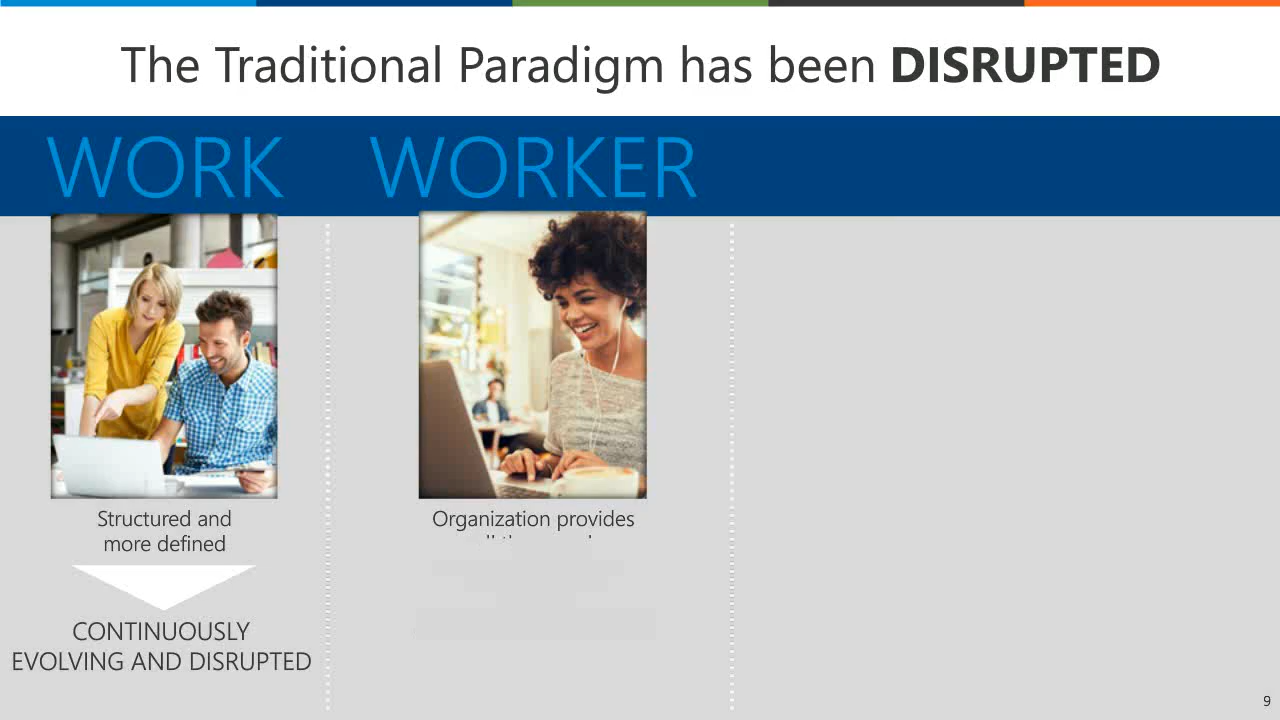 The Traditional Paradigm has been DISRUPTED
WORK
WORKER
Structured and
more defined
CONTINUOUSLY
EVOLVING AND DISRUPTED
Organization provides
9